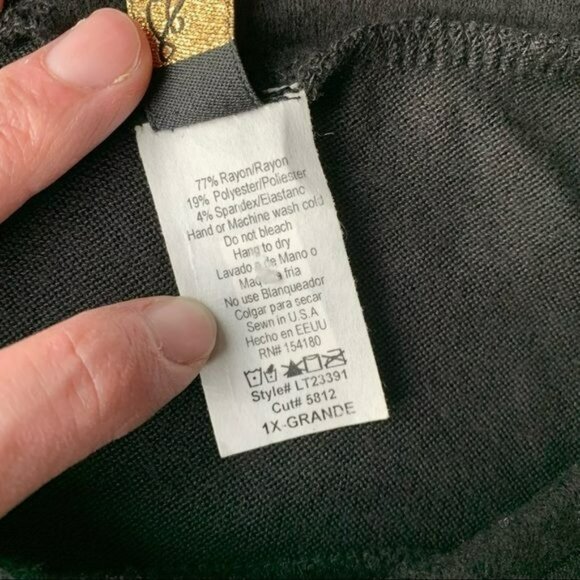 77% Rayon/Rayon
19% Polyester/Poliester
4% Spandex/Elastano
Hand or Machine wash cold
Do not bleach
Hang to dry
Lavado de Mano o
fria
No use Blanqueador
Colgar para secar
Sewn in U.S.A
Hecho en EEUU
RN# 154180
Style# LT23391
Cut# 5812
1X-GRANDE